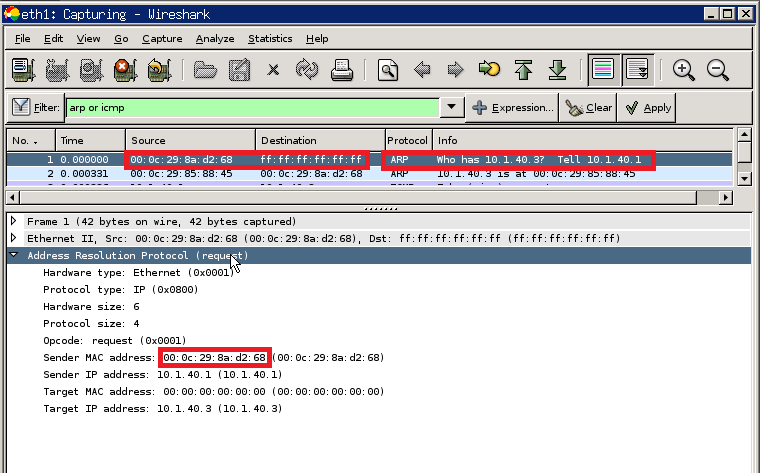 eth1: Capturing - Wireshark
File Edit View Go Capture Analyze Statistics Help
Filter: arp or icmp Expression... Clear Apply
No. . Time Source Destination Protocol Info
1 0.000000 00:0c:29:8a:d2:68 ff:ff:ff:ff:ff:ff ARP Who has 10.1.40.3? Tell 10.1.40.1
2 0.000331 00:0c:29:85:88:45 00:0c:29:8a:d2:68 ARP 10.1.40.3 is at 00:0c:29:85:88:45
Frame 1 (42 bytes on wire, 42 bytes captured)
Ethernet II, Src: 00:0c:29:8a:d2:68 (00:0c:29:8a:d2:68), Dst: ff:ff:ff:ff:ff:ff (ff:ff:ff:ff:ff:ff)
Address Resolution Protocol (request)
Hardware type: Ethernet (0x0001)
Protocol type: IP (0x0800)
Hardware size: 6
Protocol size: 4
Opcode: request (0x0001)
Sender MAC address: 00:0c:29:8a:d2:68 (00:0c:29:8a:d2:68)
Sender IP address: 10.1.40.1 (10.1.40.1)
Target MAC address: 00:00:00:00:00:00 (00:00:00:00:00:00)
Target IP address: 10.1.40.3 (10.1.40.3)